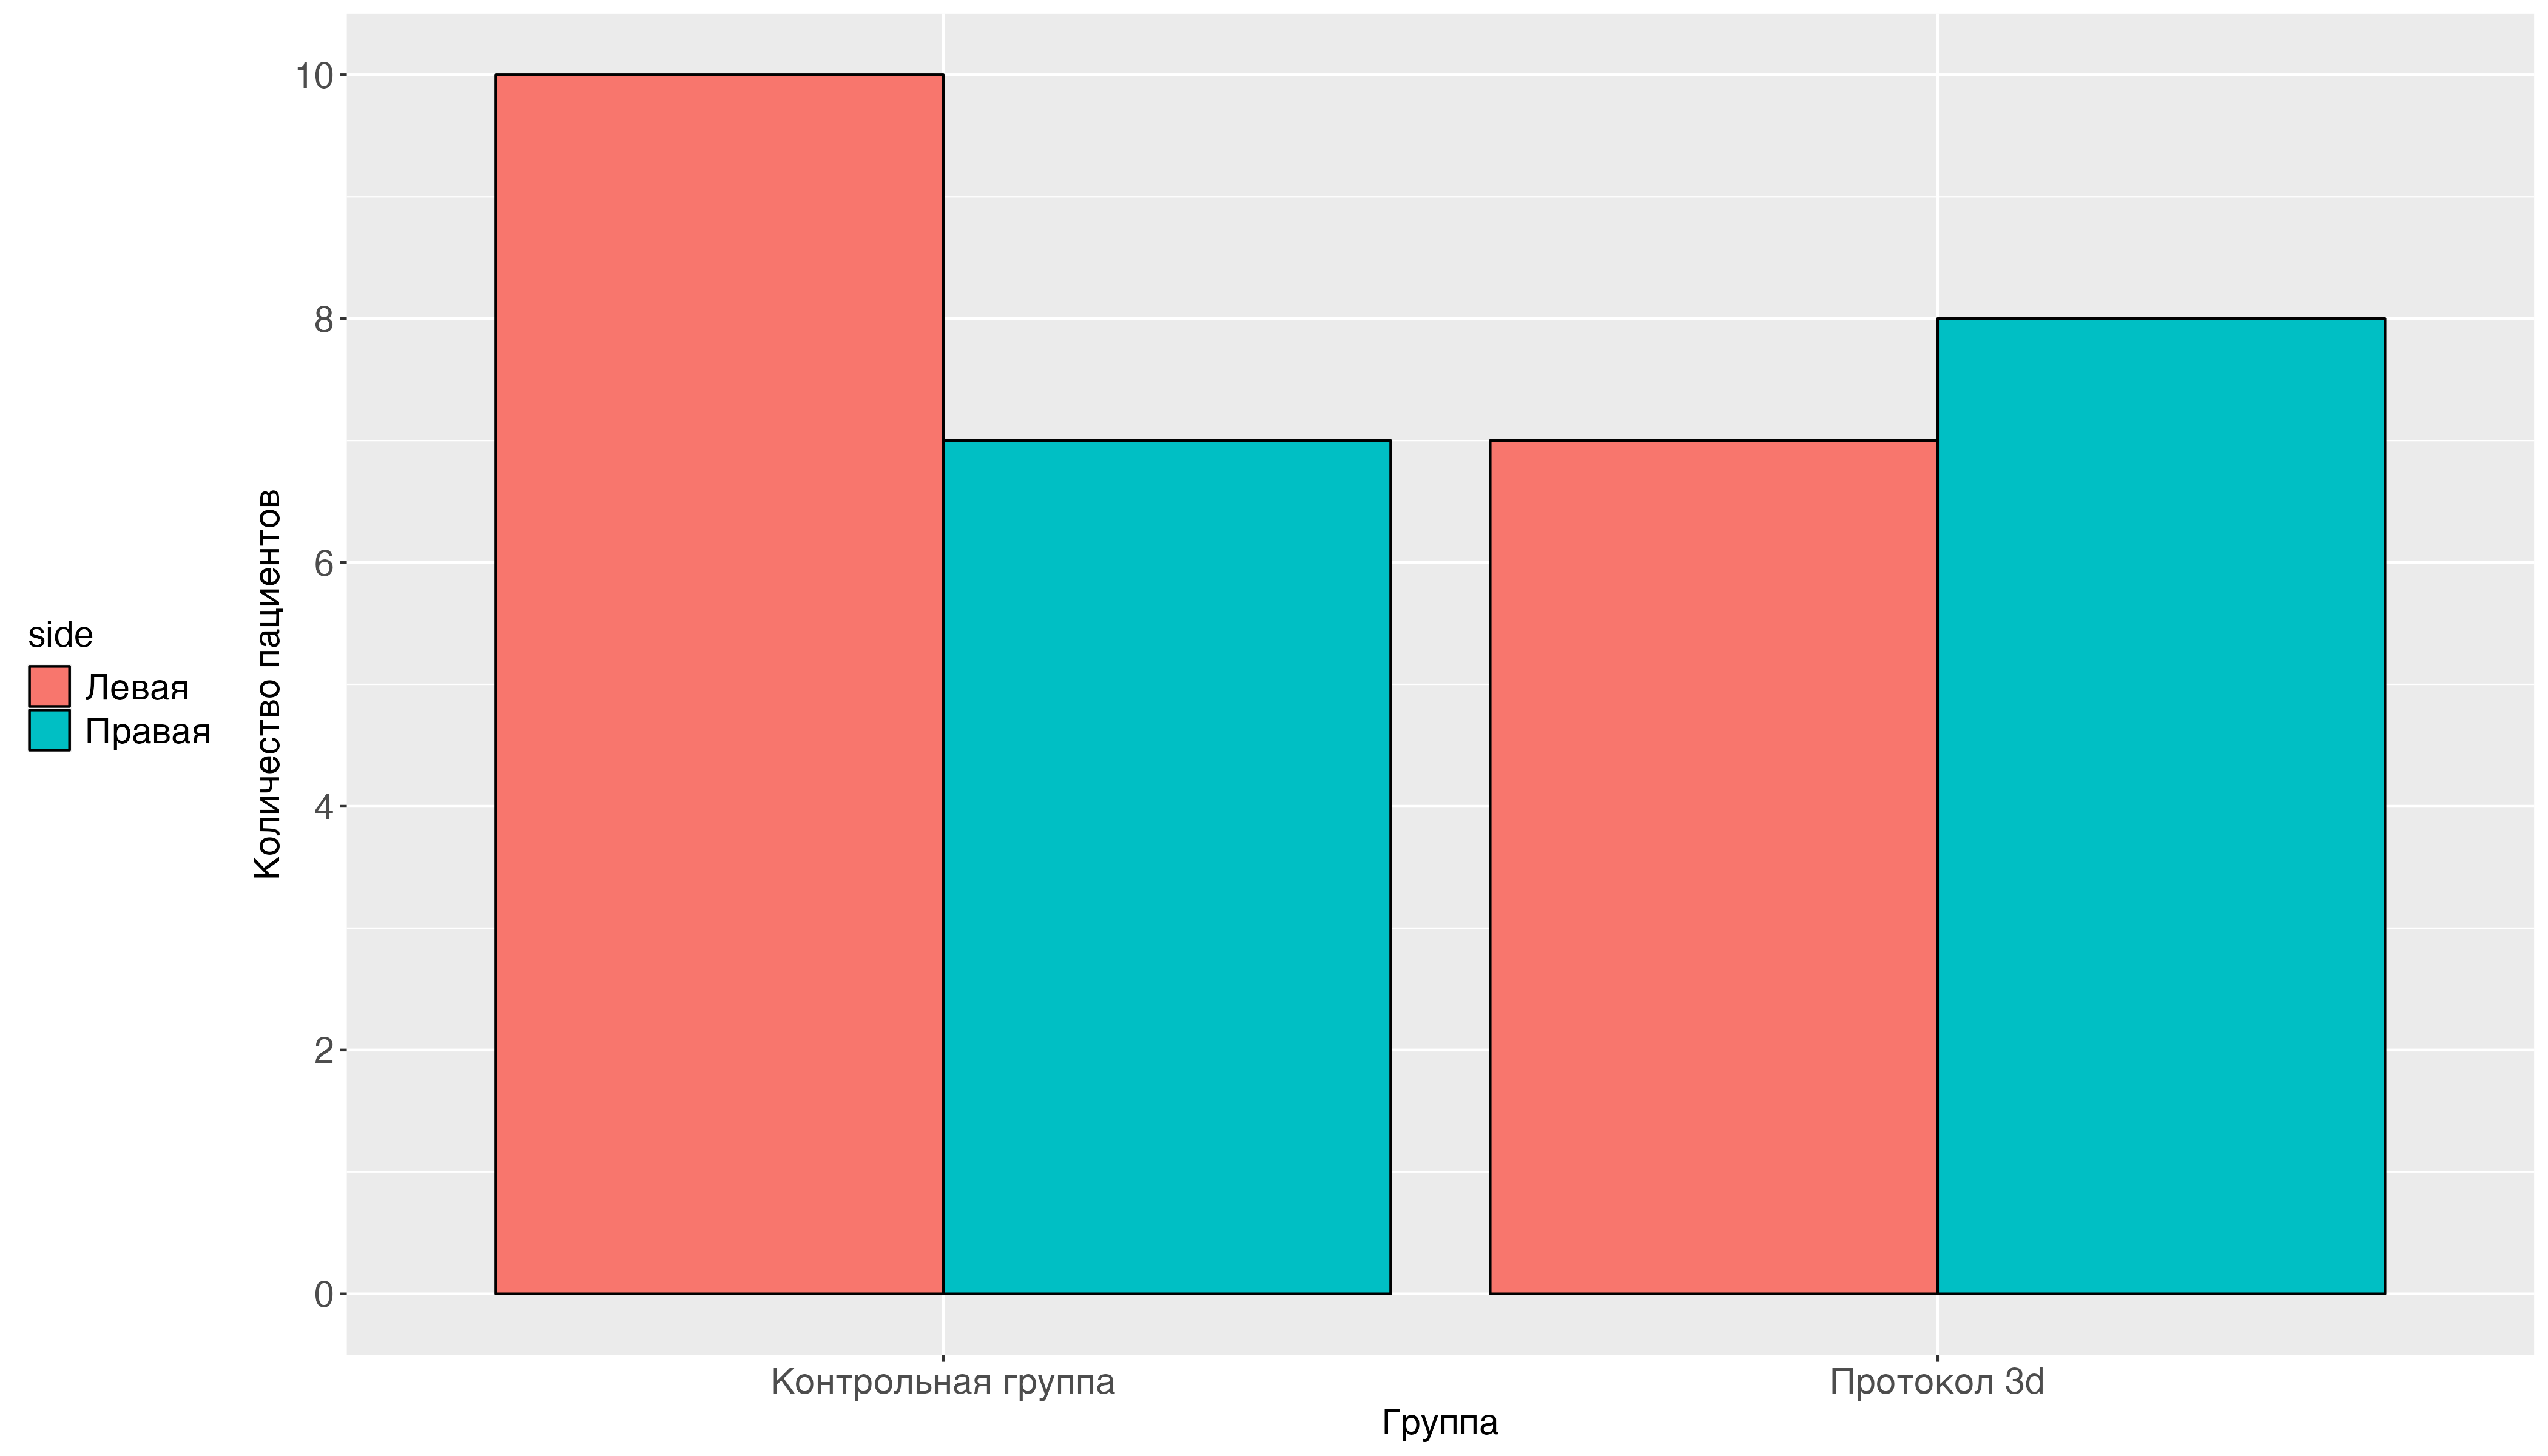 side
Левая
Правая
Количество пациентов
10
8
6
4
2
0
Контрольная группа
Протокол 3d
Группа